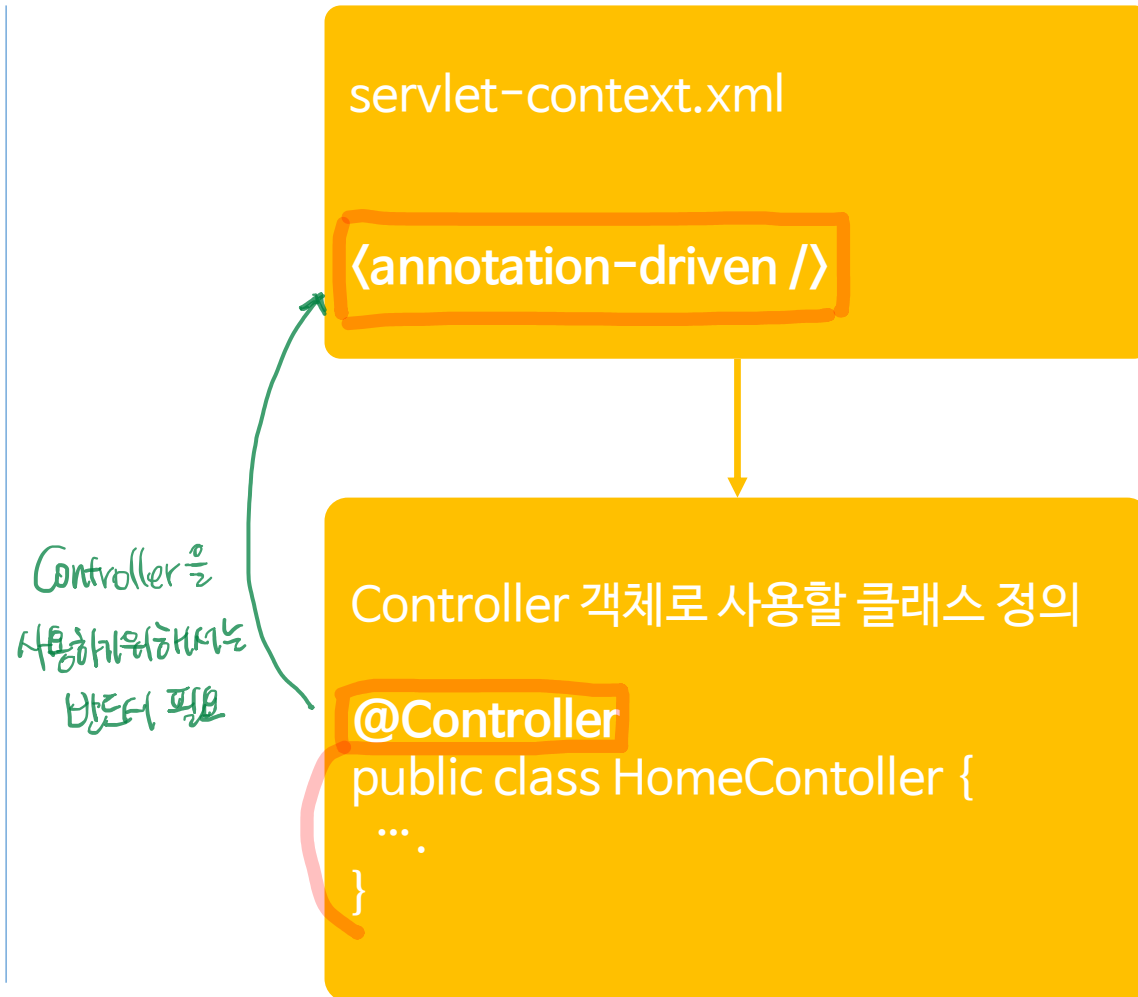 servlet-context.xml
<annotation-driven />
Controller을
사용하기위해서는
반드시 필요
Controller 객체로 사용할 클래스 정의
@Controller
public class HomeContoller {
….
}